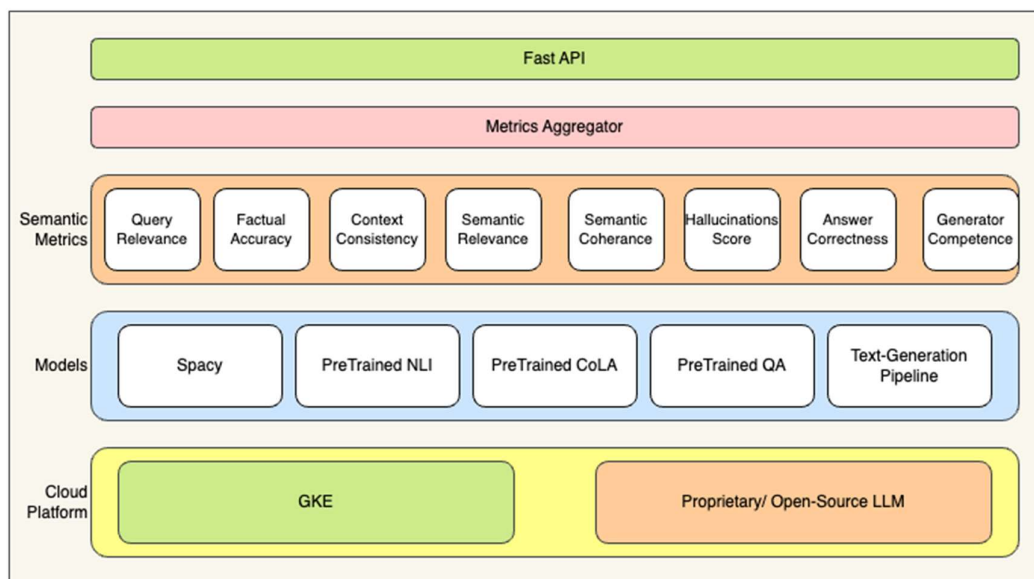 Fast API
Metrics Aggregator
Semantic
Metrics
Query
Relevance
Factual
Accuracy
Context
Consistency
Semantic
Relevance
Semantic
Coherance
Hallucinations
Score
Answer
Correctness
Generator
Competence
Models
Spacy
PreTrained NLI
PreTrained CoLA
PreTrained QA
Text-Generation
Pipeline
Cloud
Platform
GKE
Proprietary/ Open-Source LLM